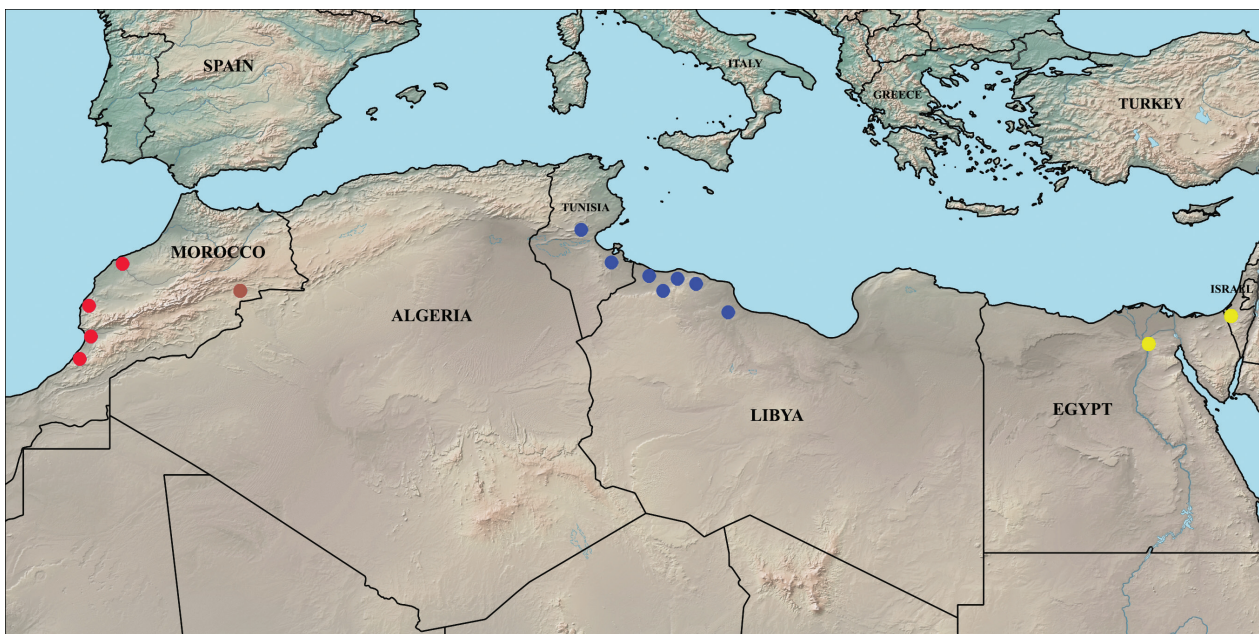 SPAIN
ITALY
GREECE
TURKEY
TUNISIA
MOROCCO
ISRAEL
ALGERIA
LIBYA
EGYPT